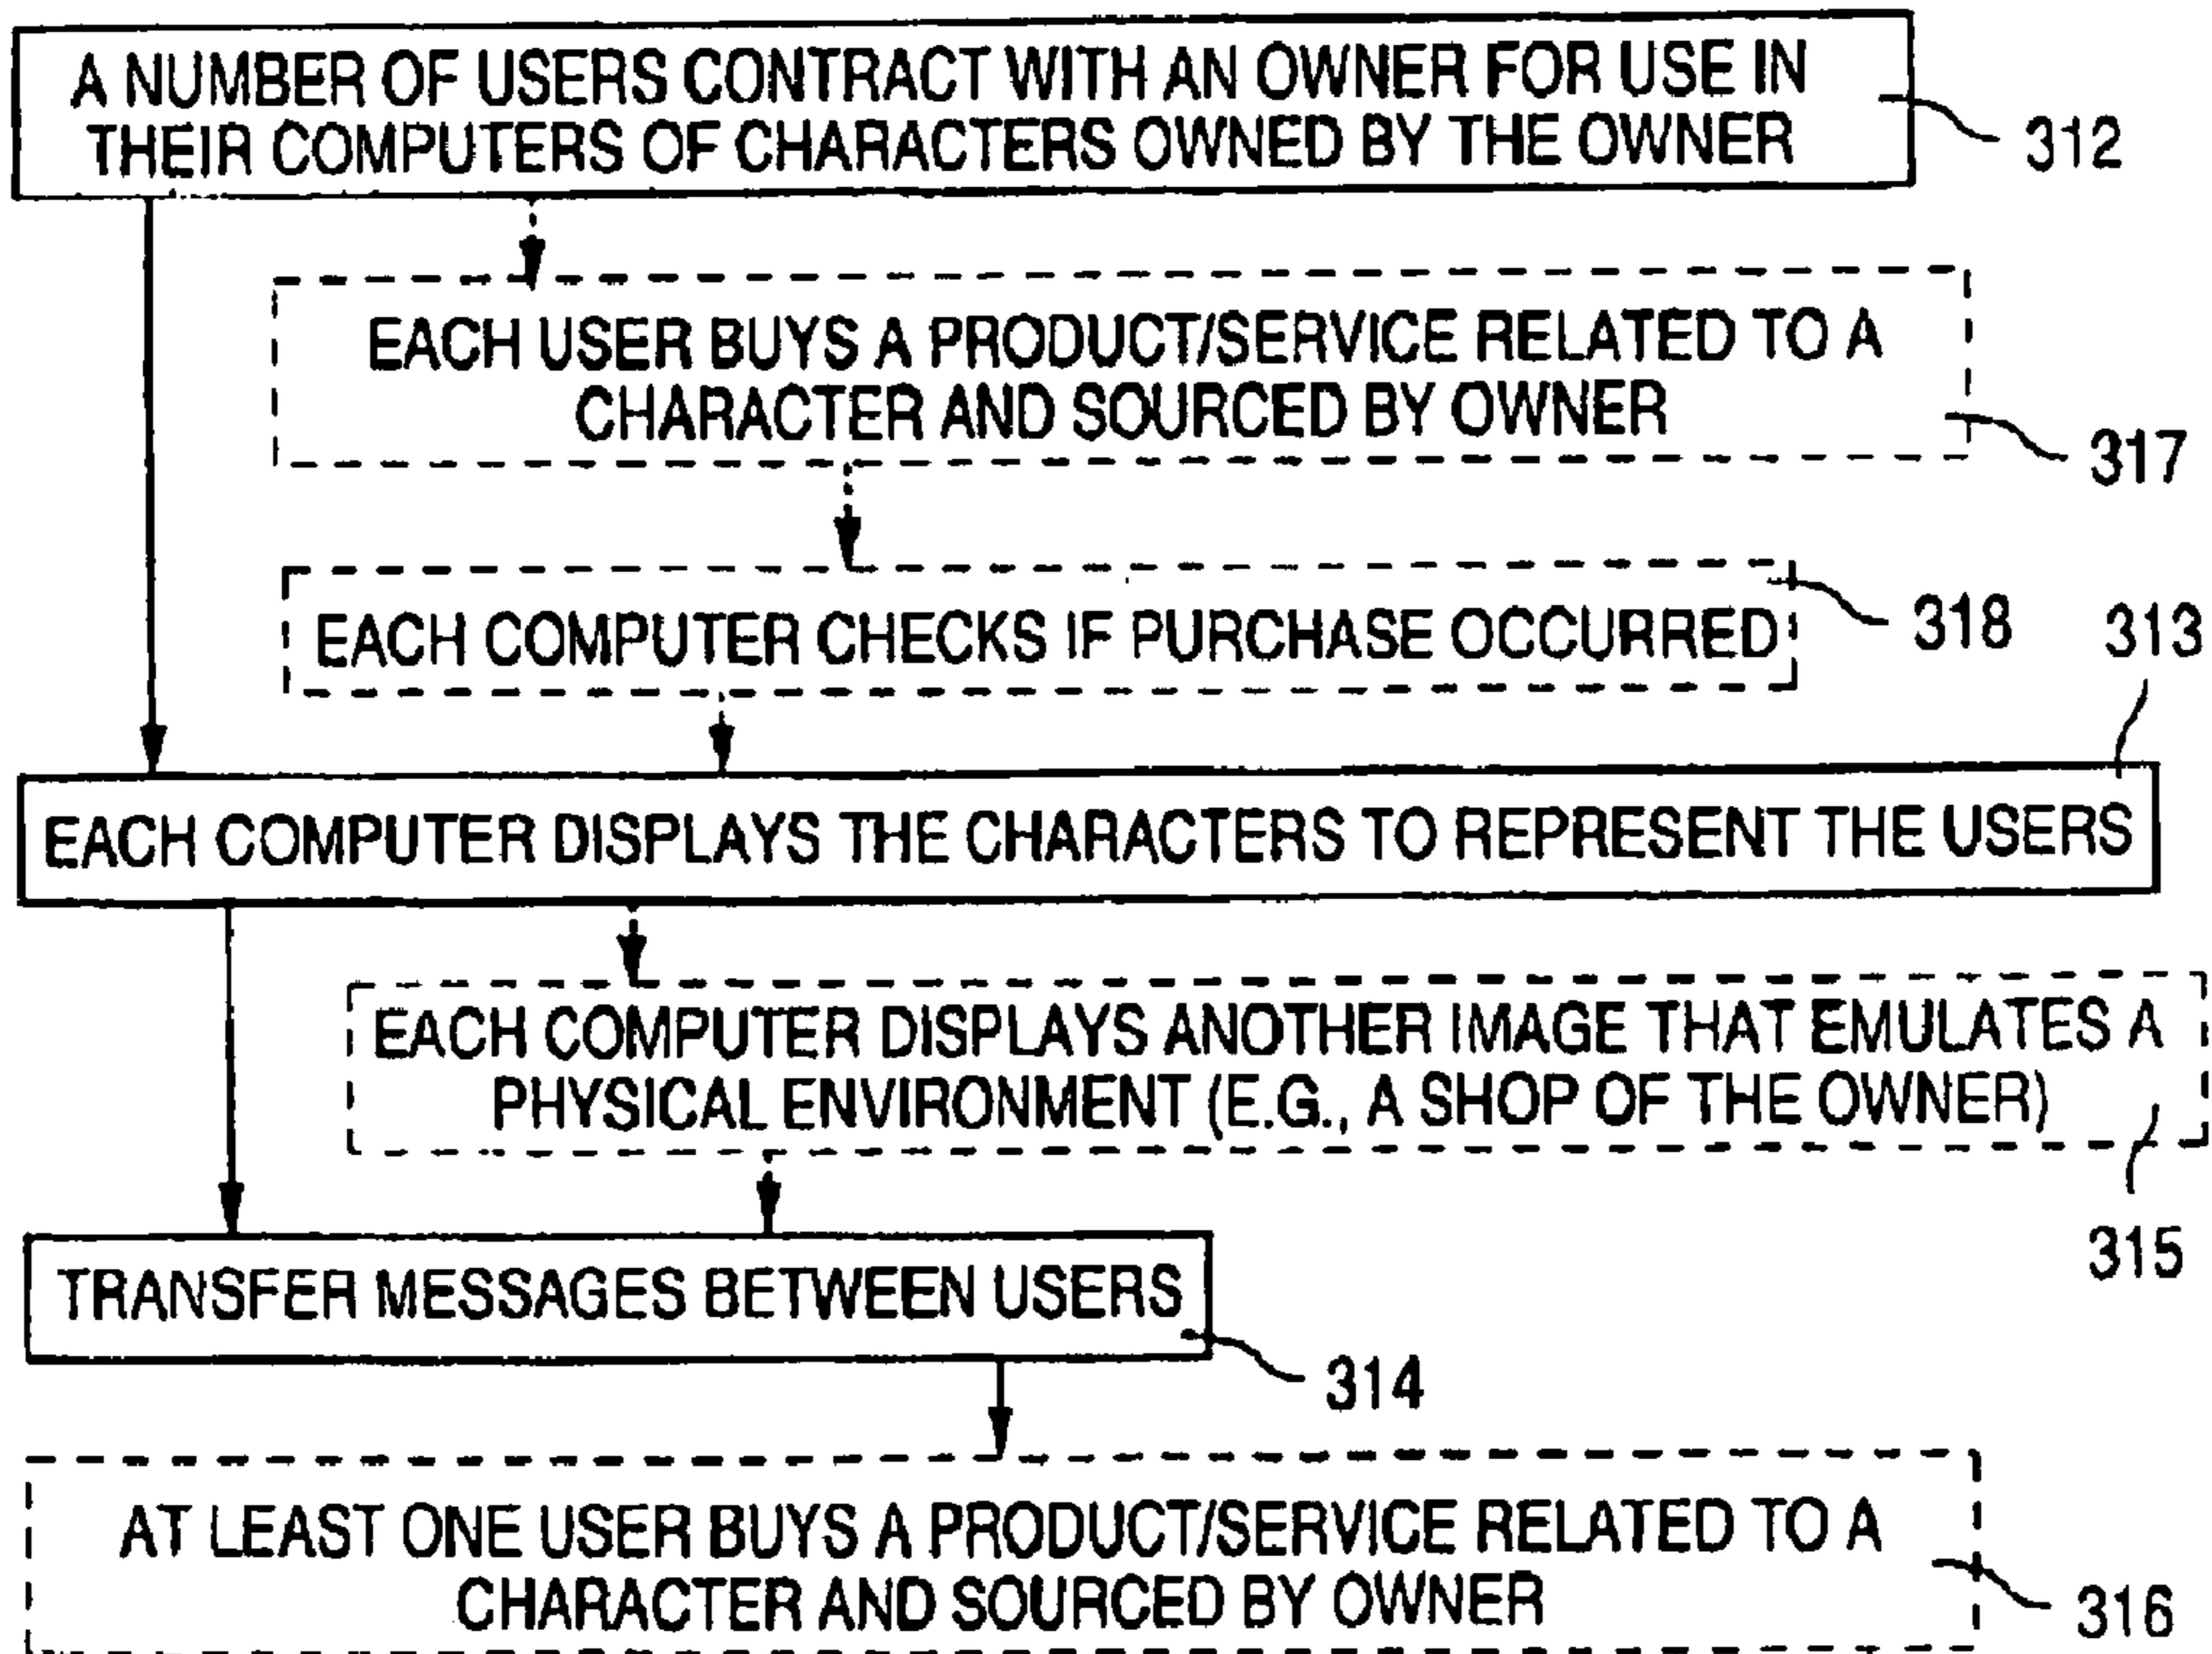 A NUMBER OF USERS CONTRACT WITH AN OWNER FOR USE IN
THEIR COMPUTERS OF CHARACTERS OWNED BY THE OWNER
312
EACH USER BUYS A PRODUCT/SERVICE RELATED TO A
CHARACTER AND SOURCED BY OWNER
317
EACH COMPUTER CHECKS IF PURCHASE OCCURRED
318
313
EACH COMPUTER DISPLAYS THE CHARACTERS TO REPRESENT THE USERS
EACH COMPUTER DISPLAYS ANOTHER IMAGE THAT EMULATES A
PHYSICAL ENVIRONMENT (E.G., A SHOP OF THE OWNER)
315
TRANSFER MESSAGES BETWEEN USERS
314
AT LEAST ONE USER BUYS A PRODUCT/SERVICE RELATED TO A
CHARACTER AND SOURCED BY OWNER
316